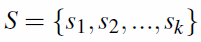 S = {s₁, s₂, ..., sₖ}